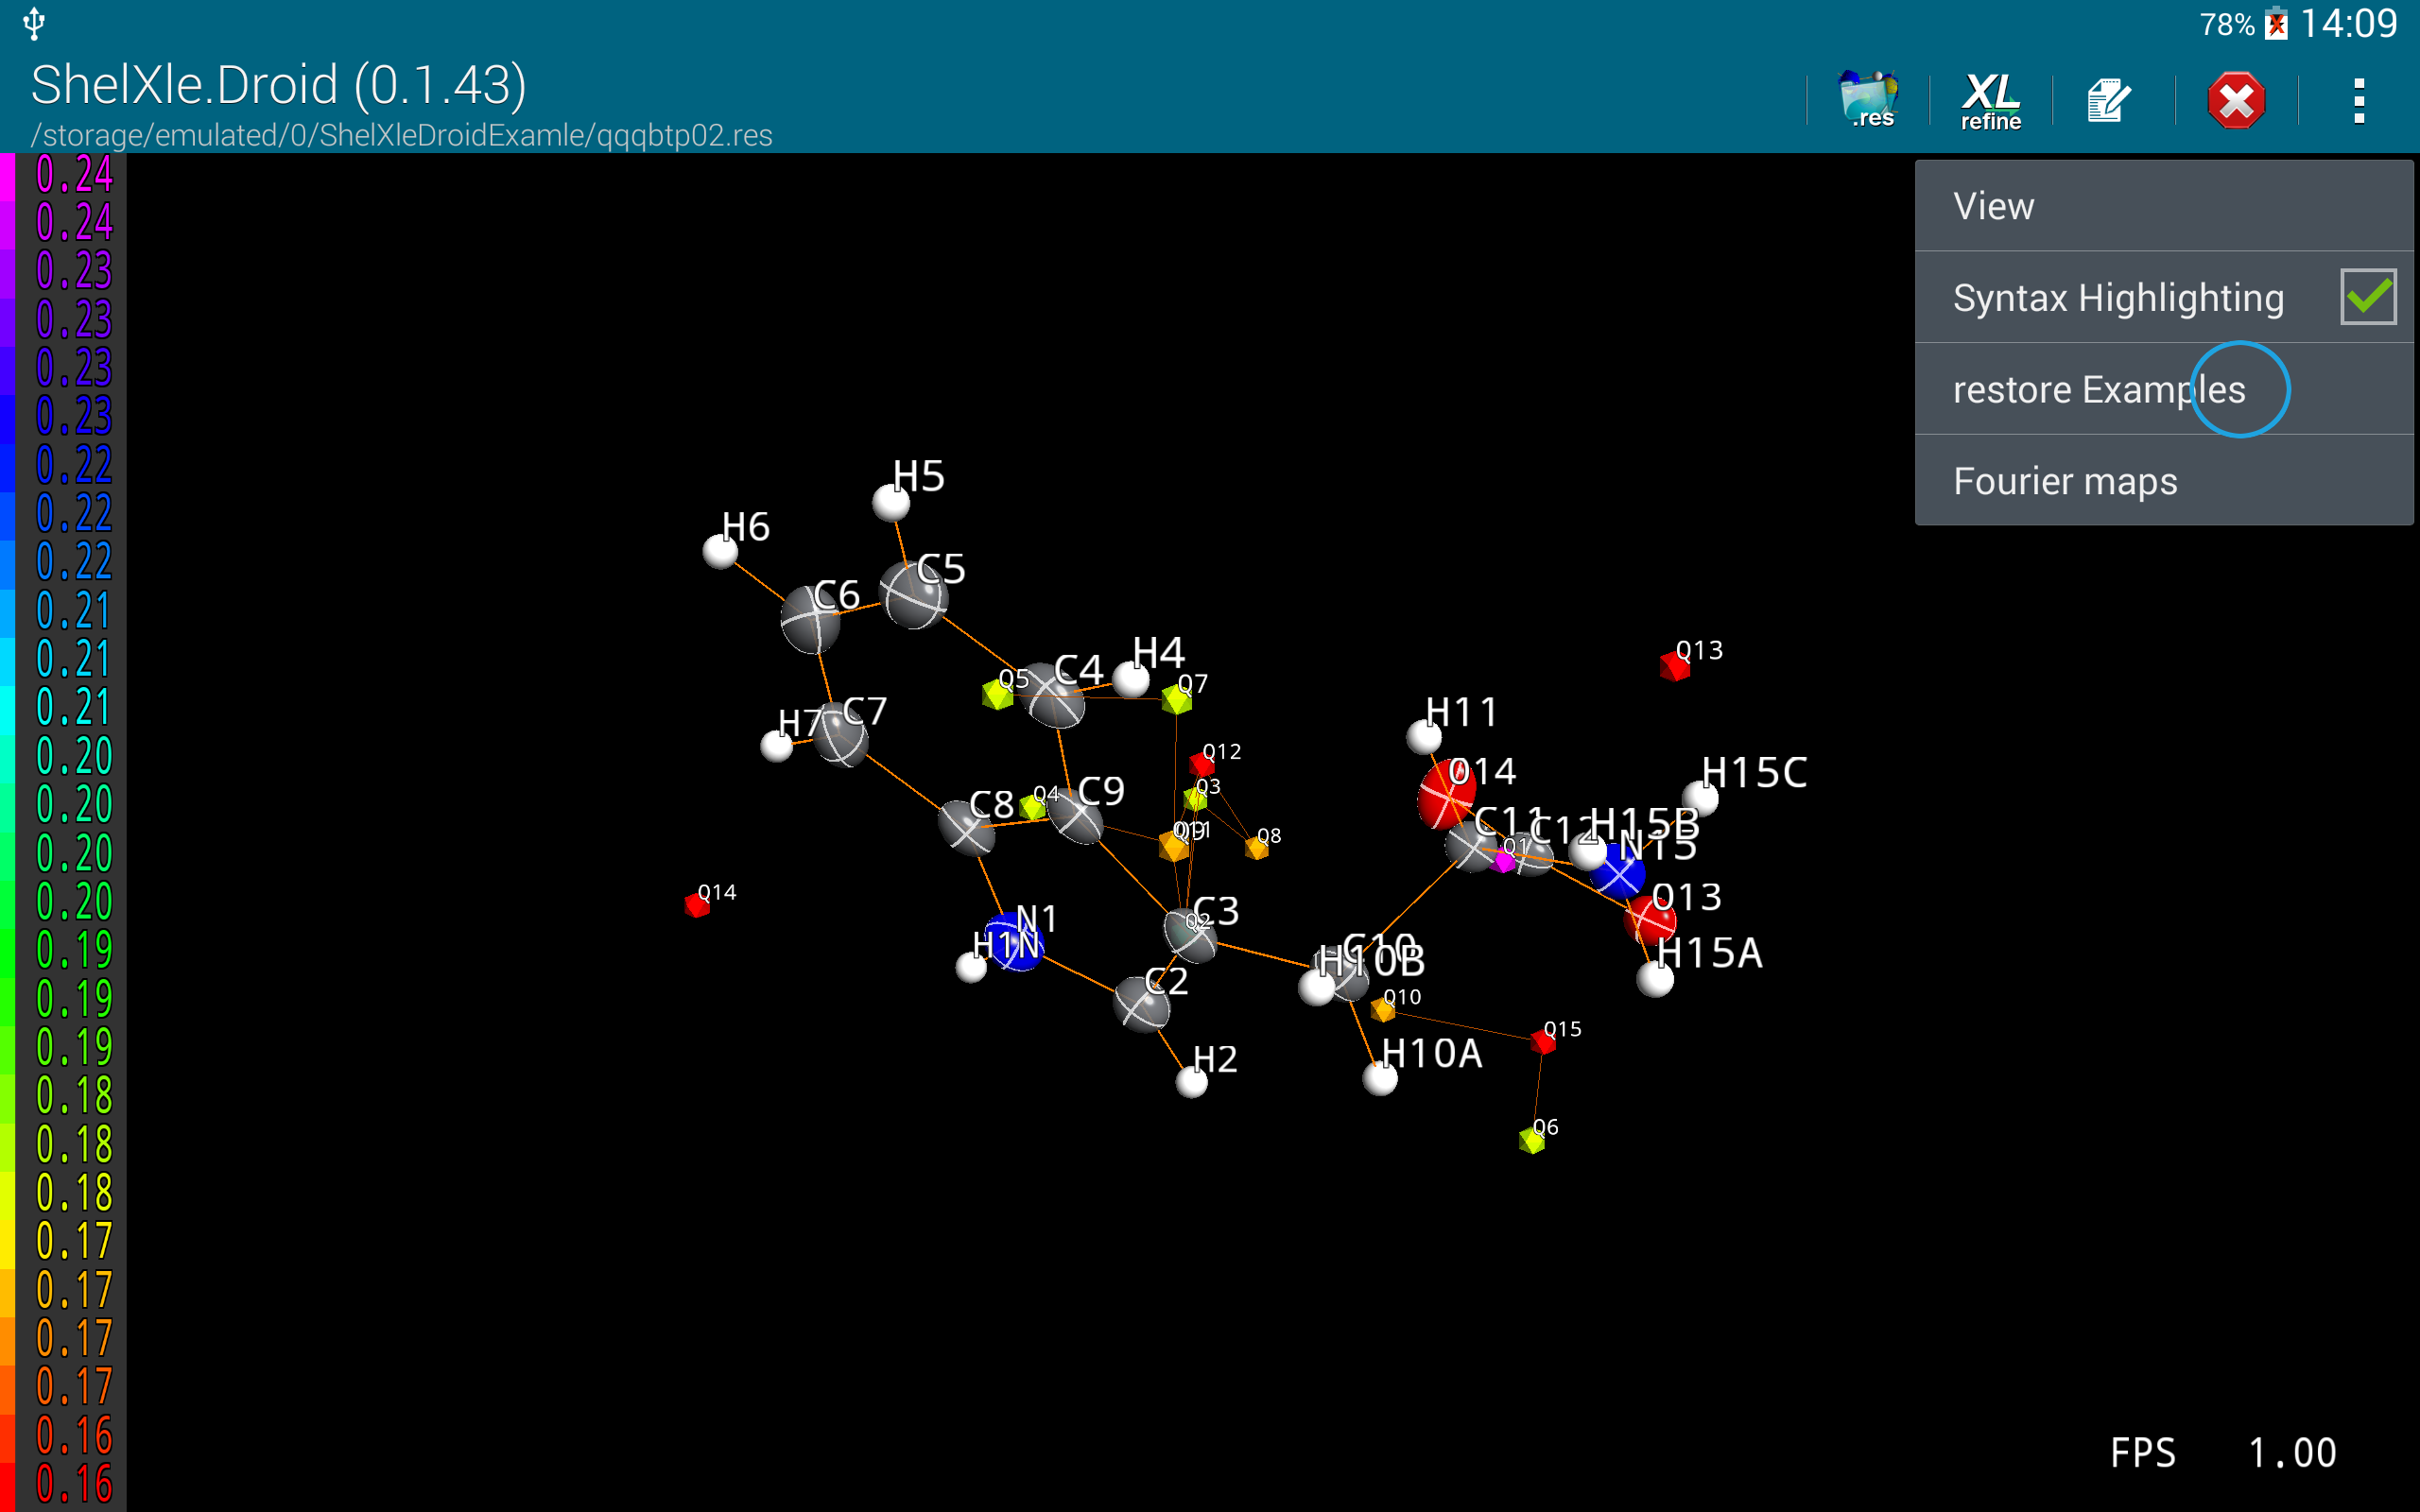 78% 14:09
ShelXle.Droid (0.1.43)
.res
XL
refine
/storage/emulated/0/ShelXleDroidExamle/qqqbtp02.res
View
Syntax Highlighting
restore Examples
Fourier maps
0.24
0.24
0.23
0.23
0.23
0.23
0.22
0.22
0.22
0.21
0.21
0.21
0.20
0.20
0.20
0.20
0.19
0.19
0.19
0.18
0.18
0.18
0.17
0.17
0.17
0.17
0.16
0.16
H5
H6
C5
C6
H4
Q13
C4
Q5
Q7
H11
C7
H7
Q12
O14
H15C
Q3
C9
Q4
C8
C11
C12
H15B
Q11
Q8
N15
Q1
Q14
O13
C3
Q2
N1
H1N
C10
H10B
H15A
C2
Q10
Q15
H10A
H2
Q6
FPS 1.00